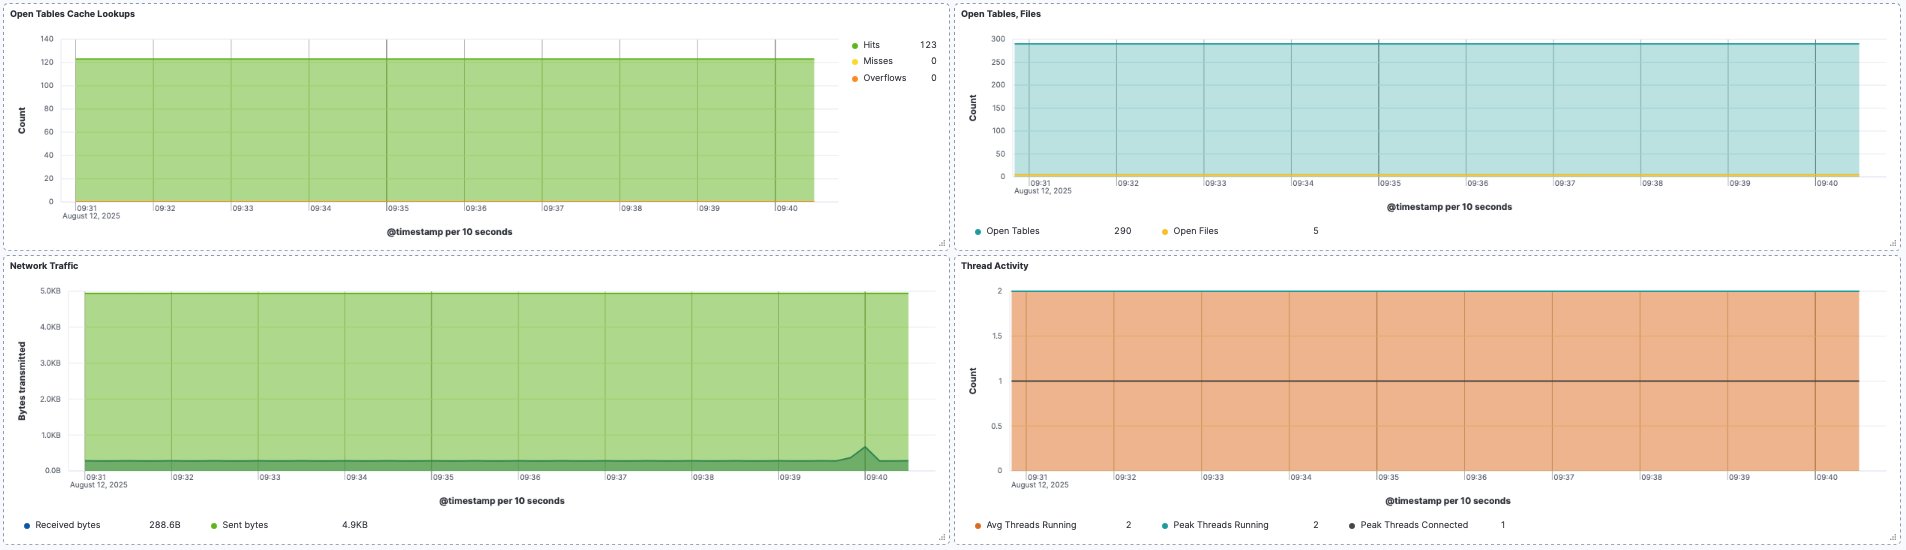 Open Tables Cache Lookups
140
120
100
80
60
40
20
0
Count
09:31 09:32 09:33 09:34 09:35 09:36 09:37 09:38 09:39 09:40
August 12, 2025
@timestamp per 10 seconds
Hits 123
Misses 0
Overflows 0
Open Tables, Files
300
250
200
150
100
50
0
Count
09:31 09:32 09:33 09:34 09:35 09:36 09:37 09:38 09:39 09:40
August 12, 2025
@timestamp per 10 seconds
Open Tables 290 Open Files 5
Network Traffic
5.0KB
4.0KB
3.0KB
2.0KB
1.0KB
0.0B
Bytes transmitted
09:31 09:32 09:33 09:34 09:35 09:36 09:37 09:38 09:39 09:40
August 12, 2025
@timestamp per 10 seconds
Received bytes 288.6B Sent bytes 4.9KB
Thread Activity
2
1.5
1
0.5
0
Count
09:31 09:32 09:33 09:34 09:35 09:36 09:37 09:38 09:39 09:40
August 12, 2025
@timestamp per 10 seconds
Avg Threads Running 2 Peak Threads Running 2 Peak Threads Connected 1